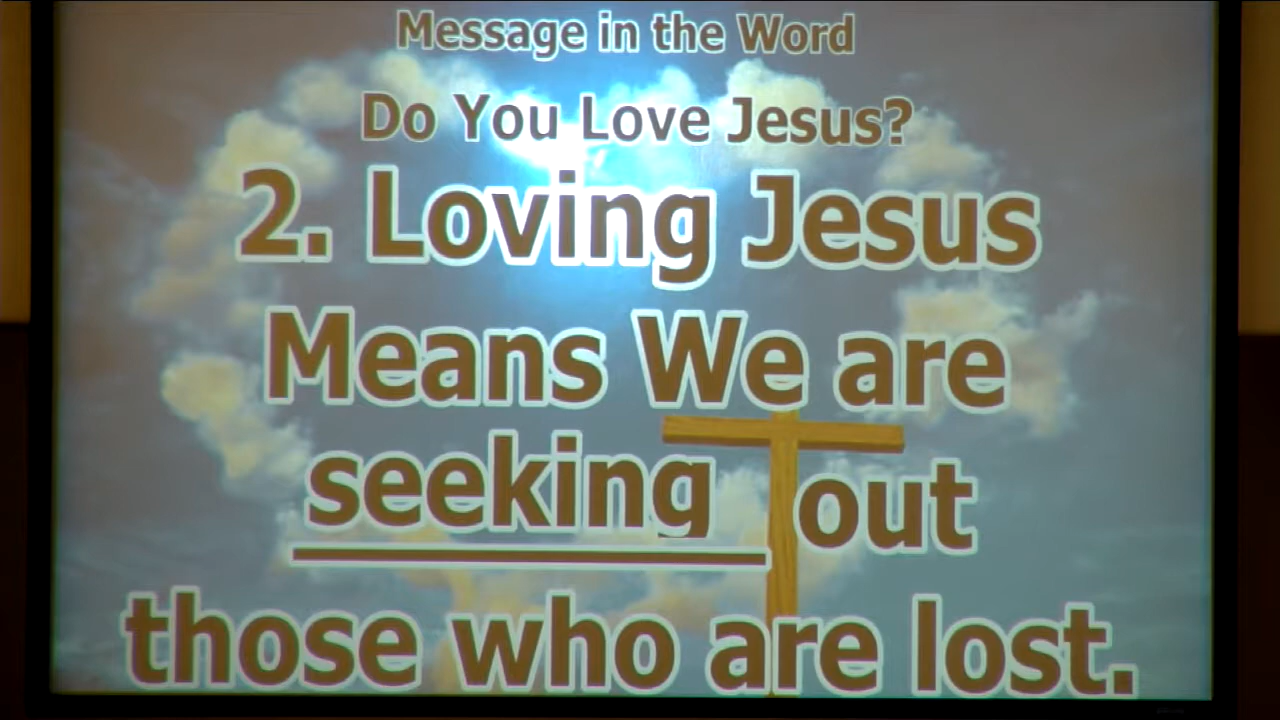 Message in the Word
Do You Love Jesus?
2. Loving Jesus
Means We are
seeking out
those who are lost.